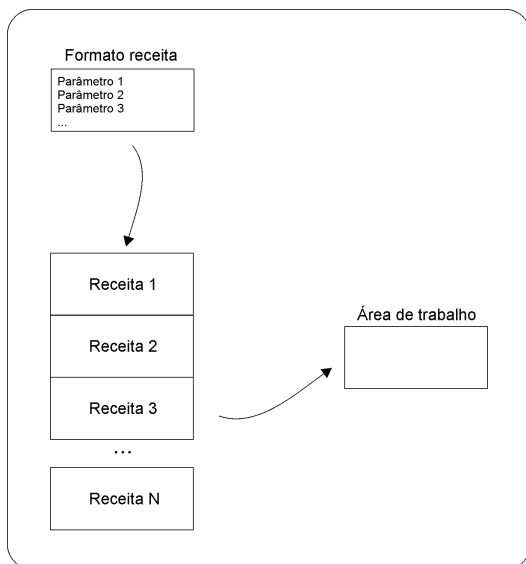 Formato receita
Parâmetro 1
Parâmetro 2
Parâmetro 3
...
Receita 1
Área de trabalho
Receita 2
Receita 3
...
Receita N